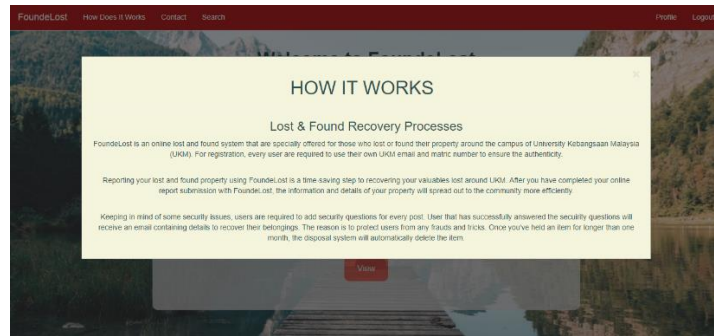 FoundeLost How Does It Works Contact Search Profile Logout
Welcome to FoundeLost
×
HOW IT WORKS
Lost & Found Recovery Processes
FoundeLost is an online lost and found system that are specially offered for those who lost or found their property around the campus of University Kebangsaan Malaysia
(UKM). For registration, every user are required to use their own UKM email and matric number to ensure the authenticity.
Reporting your lost and found property using FoundeLost is a time-saving step to recovering your valuables lost around UKM. After you have completed your online
report submission with FoundeLost, the information and details of your property will spread out to the community more efficiently.
Keeping in mind of some security issues, users are required to add security questions for every post. User that has successfully answered the security questions will
receive an email containing details to recover their belongings. The reason is to protect users from any frauds and tricks. Once you've held an item for longer than one
month, the disposal system will automatically delete the item.
View